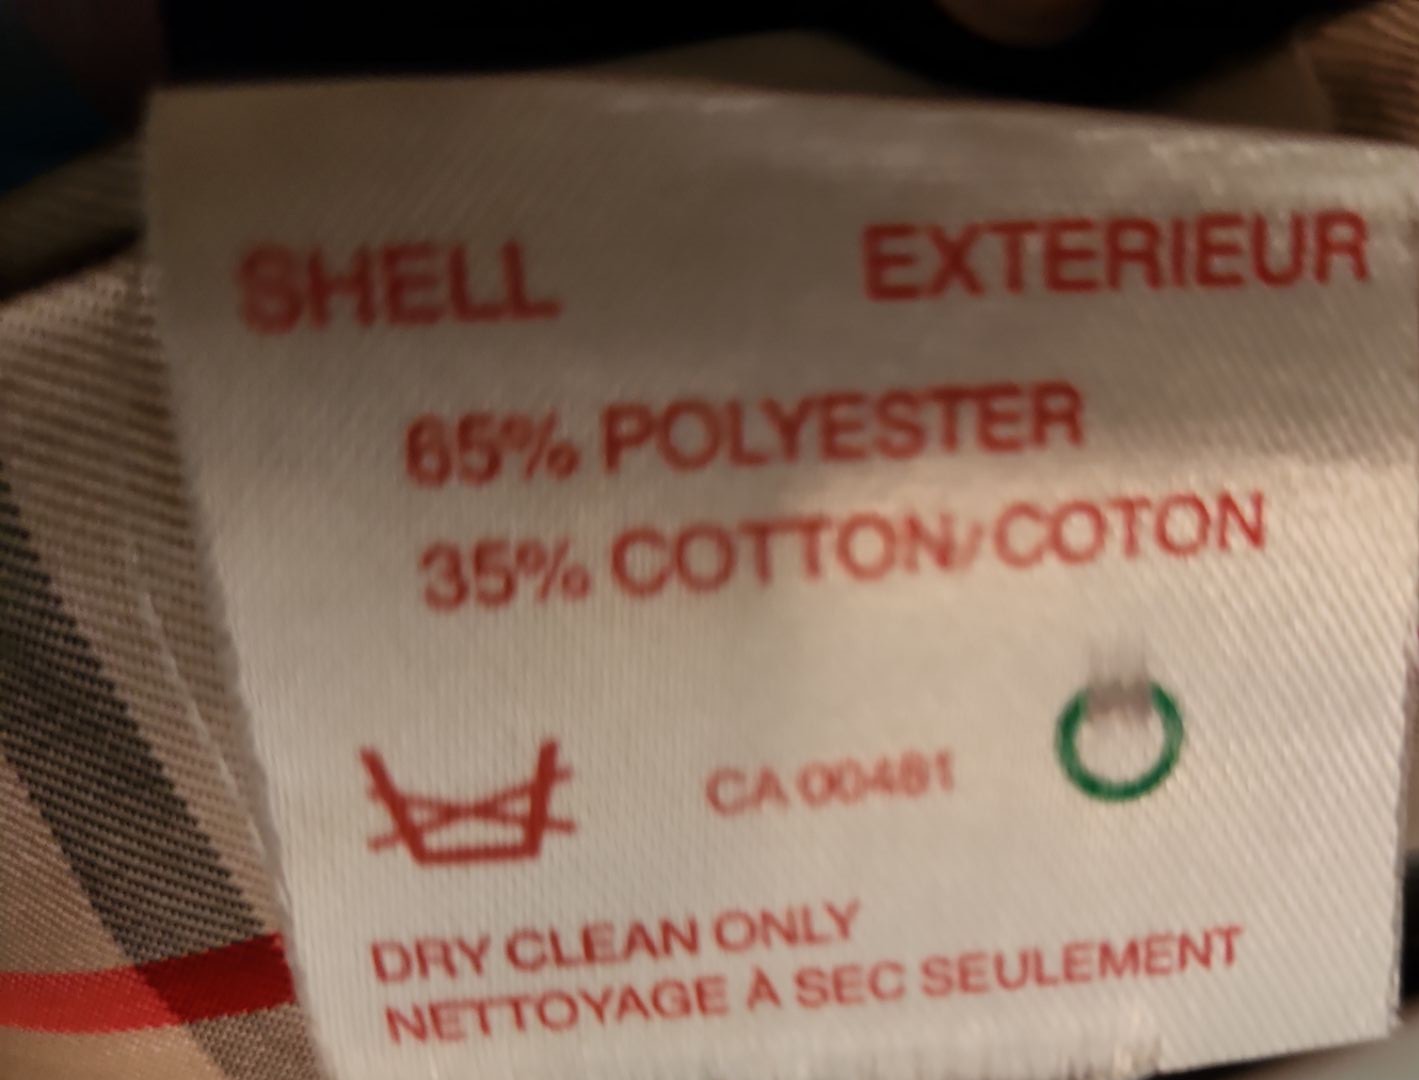 SHELL EXTERIEUR
65% POLYESTER
35% COTTON/COTON
CA 00481
DRY CLEAN ONLY
NETTOYAGE À SEC SEULEMENT